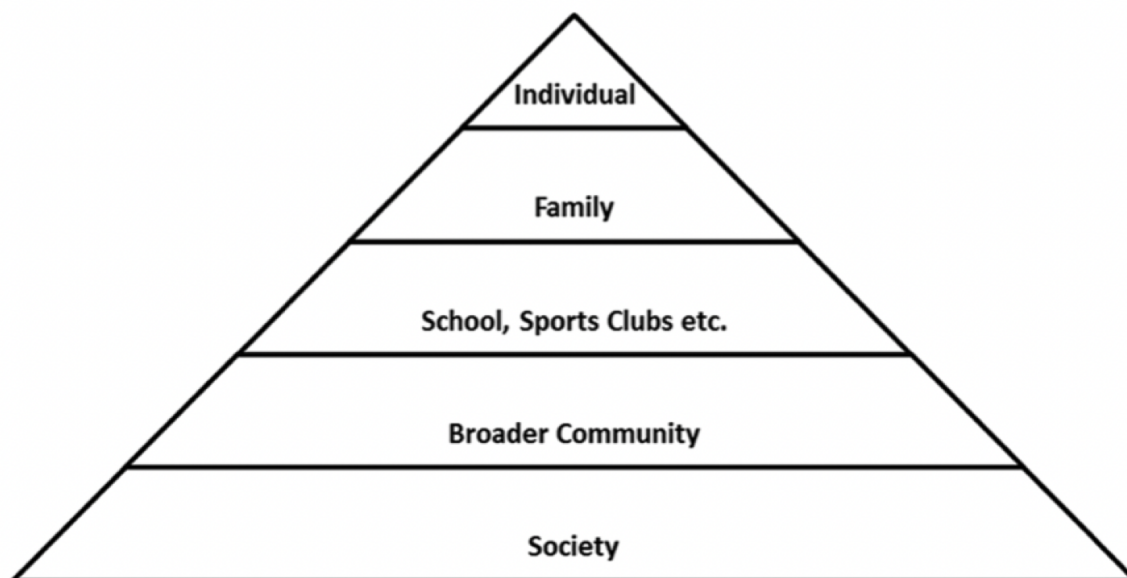 Individual
Family
School, Sports Clubs etc.
Broader Community
Society